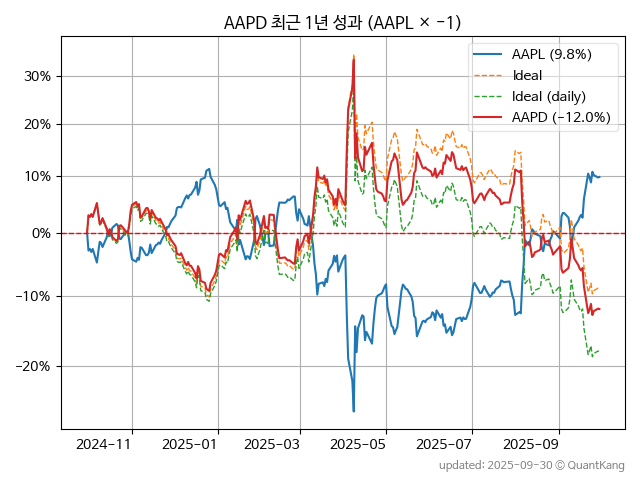 AAPD 최근 1년 성과 (AAPL × −1)
AAPL (9.8%)
Ideal
Ideal (daily)
AAPD (−12.0%)
30%
20%
10%
0%
−10%
−20%
2024-11
2025-01
2025-03
2025-05
2025-07
2025-09
updated: 2025-09-30 © QuantKang